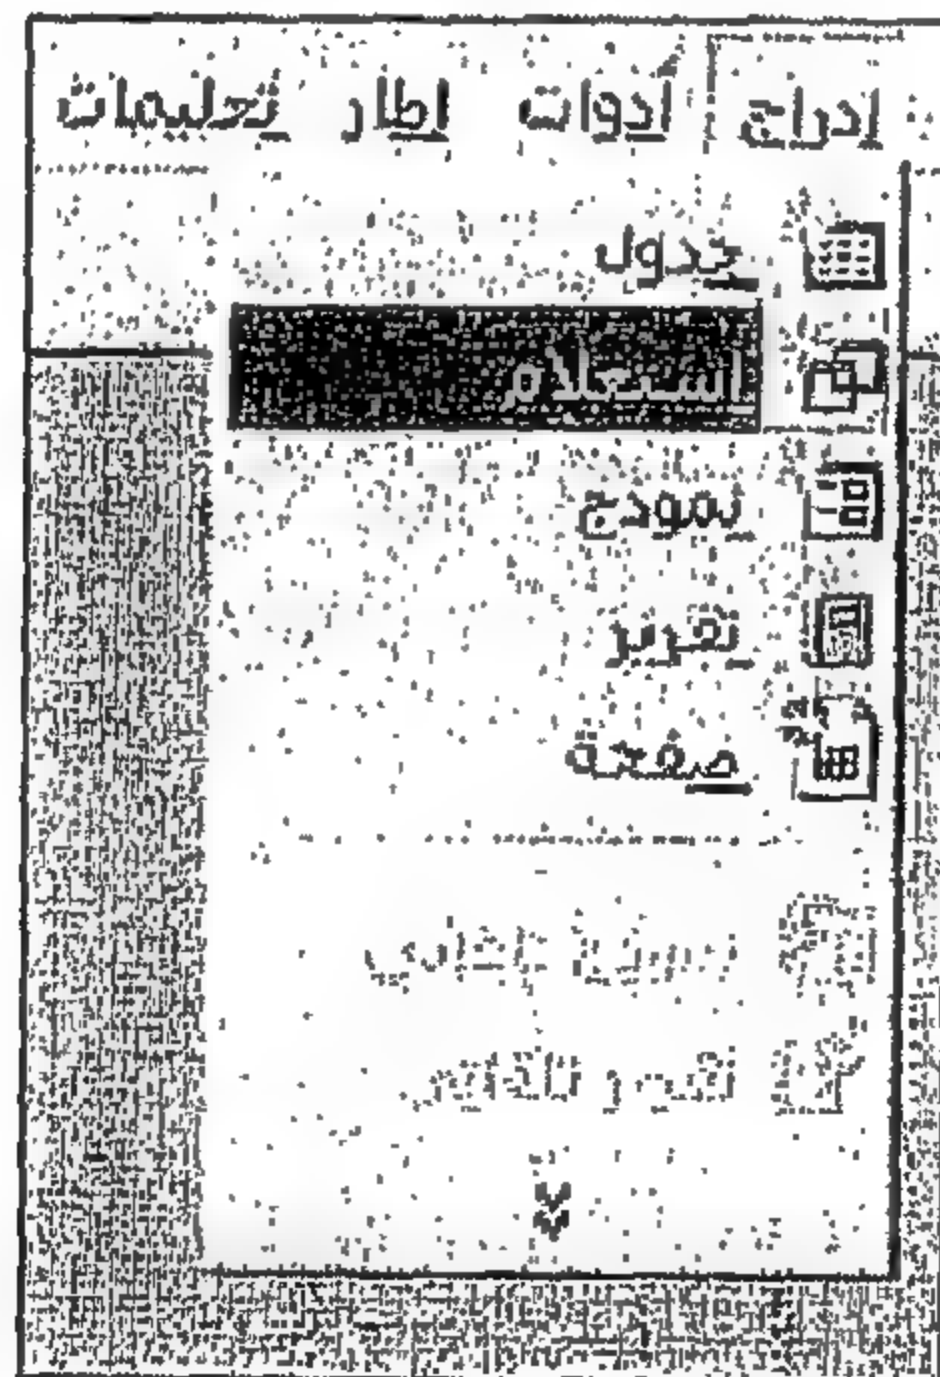 إدراج أدوات إطار تعليمات
جدول
استعلام
نموذج
تقرير
صفحة